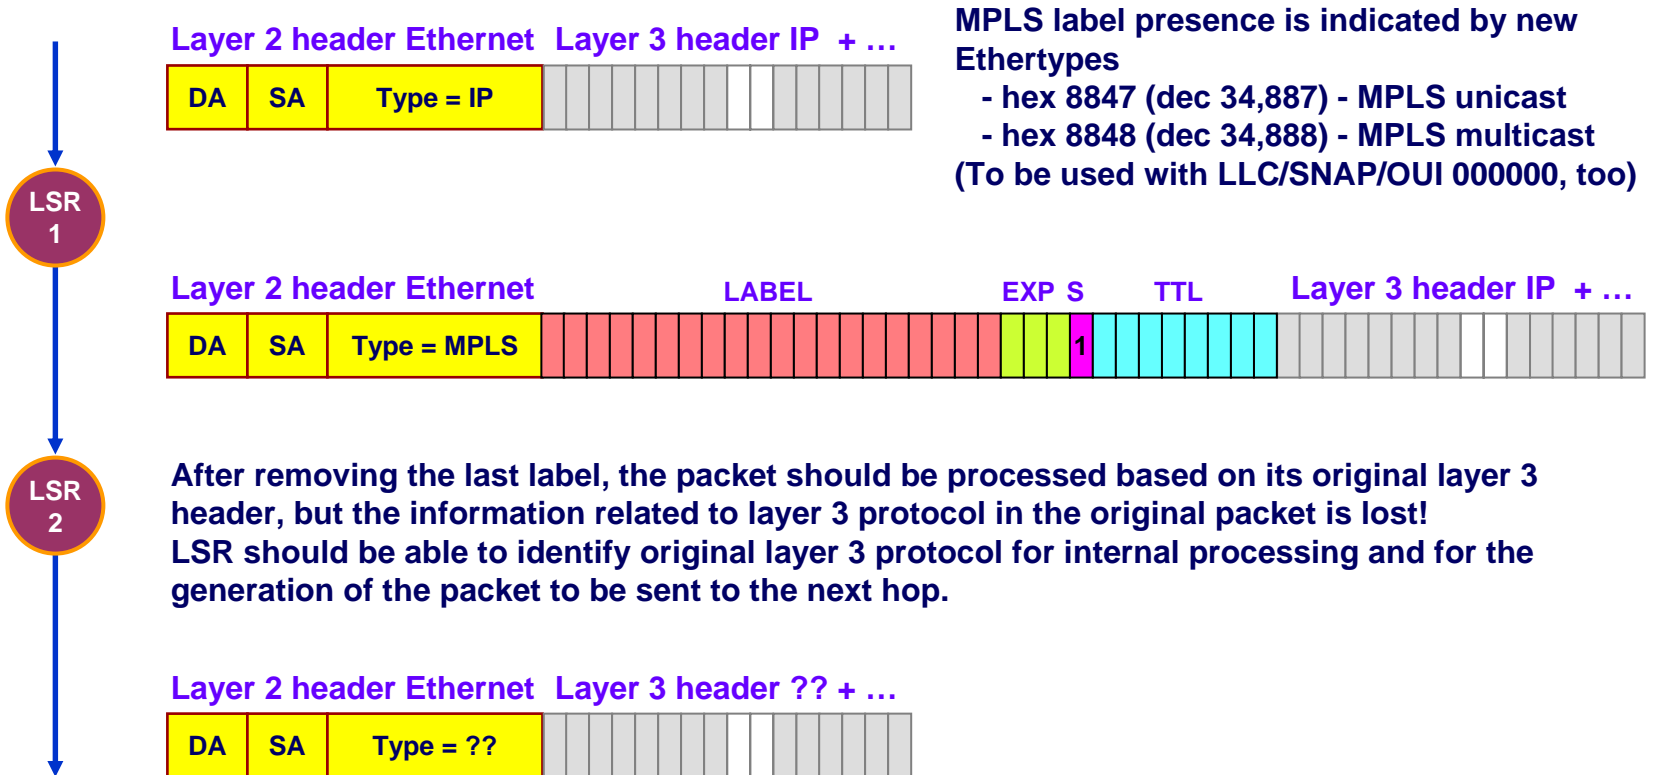 Layer 2 header Ethernet Layer 3 header IP + …
DA SA Type = IP
MPLS label presence is indicated by new
Ethertypes
- hex 8847 (dec 34,887) - MPLS unicast
- hex 8848 (dec 34,888) - MPLS multicast
(To be used with LLC/SNAP/OUI 000000, too)
LSR
1
Layer 2 header Ethernet LABEL EXP S TTL Layer 3 header IP + …
DA SA Type = MPLS 1
LSR
2
After removing the last label, the packet should be processed based on its original layer 3
header, but the information related to layer 3 protocol in the original packet is lost!
LSR should be able to identify original layer 3 protocol for internal processing and for the
generation of the packet to be sent to the next hop.
Layer 2 header Ethernet Layer 3 header ?? + …
DA SA Type = ??